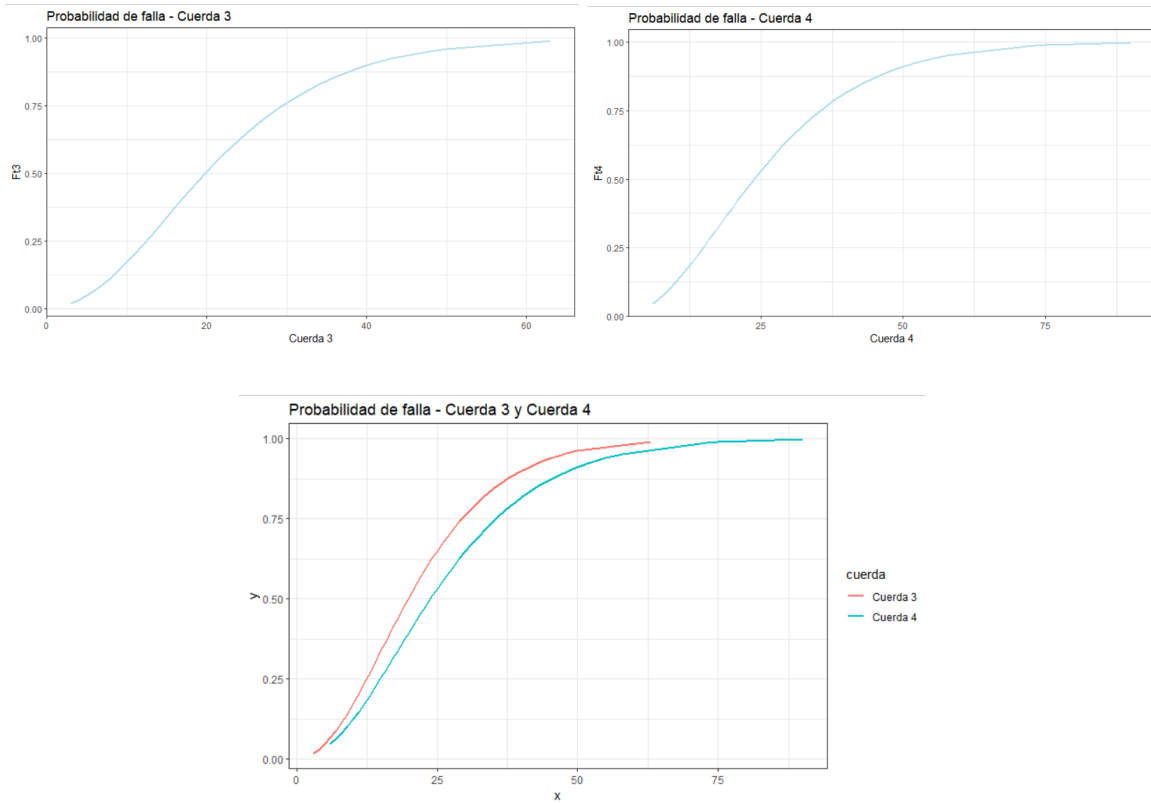 Probabilidad de falla - Cuerda 3
1.00
0.75
0.50
0.25
0.00
Ft3
0
20
40
60
Cuerda 3
Probabilidad de falla - Cuerda 4
1.00
0.75
0.50
0.25
0.00
Ft4
25
50
75
Cuerda 4
Probabilidad de falla - Cuerda 3 y Cuerda 4
1.00
0.75
0.50
0.25
0.00
y
0
25
50
75
x
cuerda
Cuerda 3
Cuerda 4